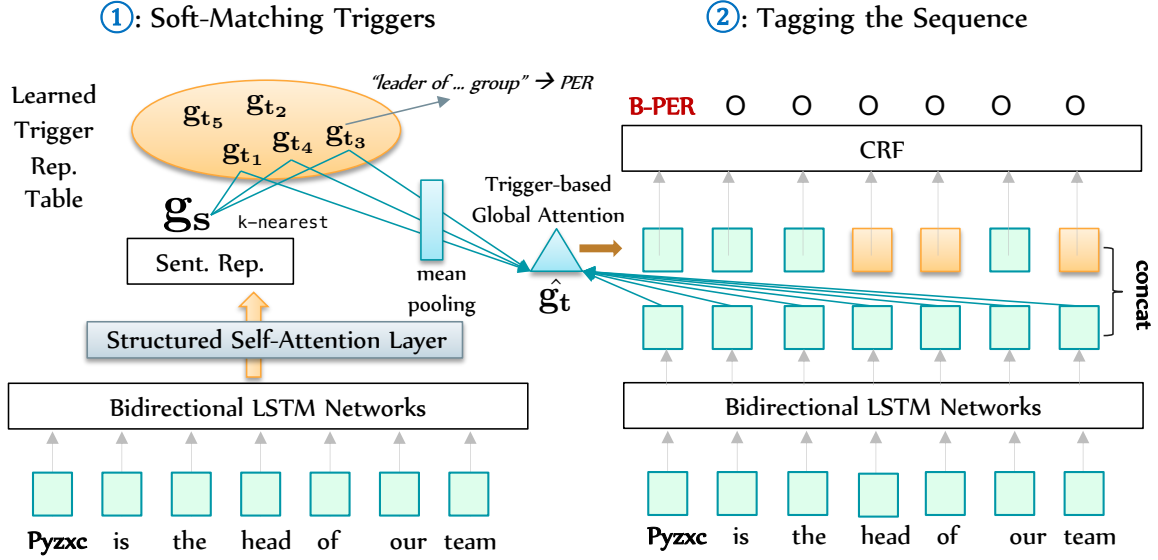 ①: Soft-Matching Triggers
Learned
Trigger
Rep.
Table
"leader of ... group" → PER
g_t5
g_t2
g_t1
g_t4
g_t3
g_s
k-nearest
Sent. Rep.
mean
pooling
Structured Self-Attention Layer
Bidirectional LSTM Networks
Pyzxc is the head of our team
Trigger-based
Global Attention
ĝ_t
②: Tagging the Sequence
B-PER O O O O O O
CRF
concat
Bidirectional LSTM Networks
Pyzxc is the head of our team